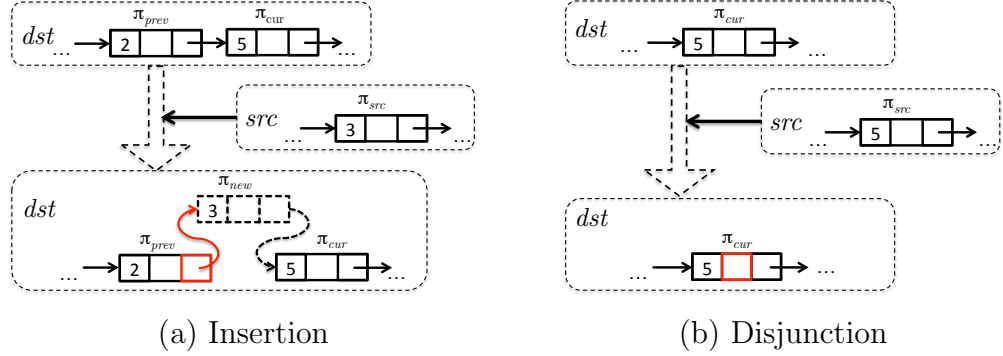 π_prev π_cur
dst ... 2 5 ...
π_src
src
... 3 ...
π_new
dst 3
π_prev π_cur
... 2 5 ...
(a) Insertion
π_cur
dst ... 5 ...
π_src
src
... 5 ...
dst
π_cur
... 5 ...
(b) Disjunction